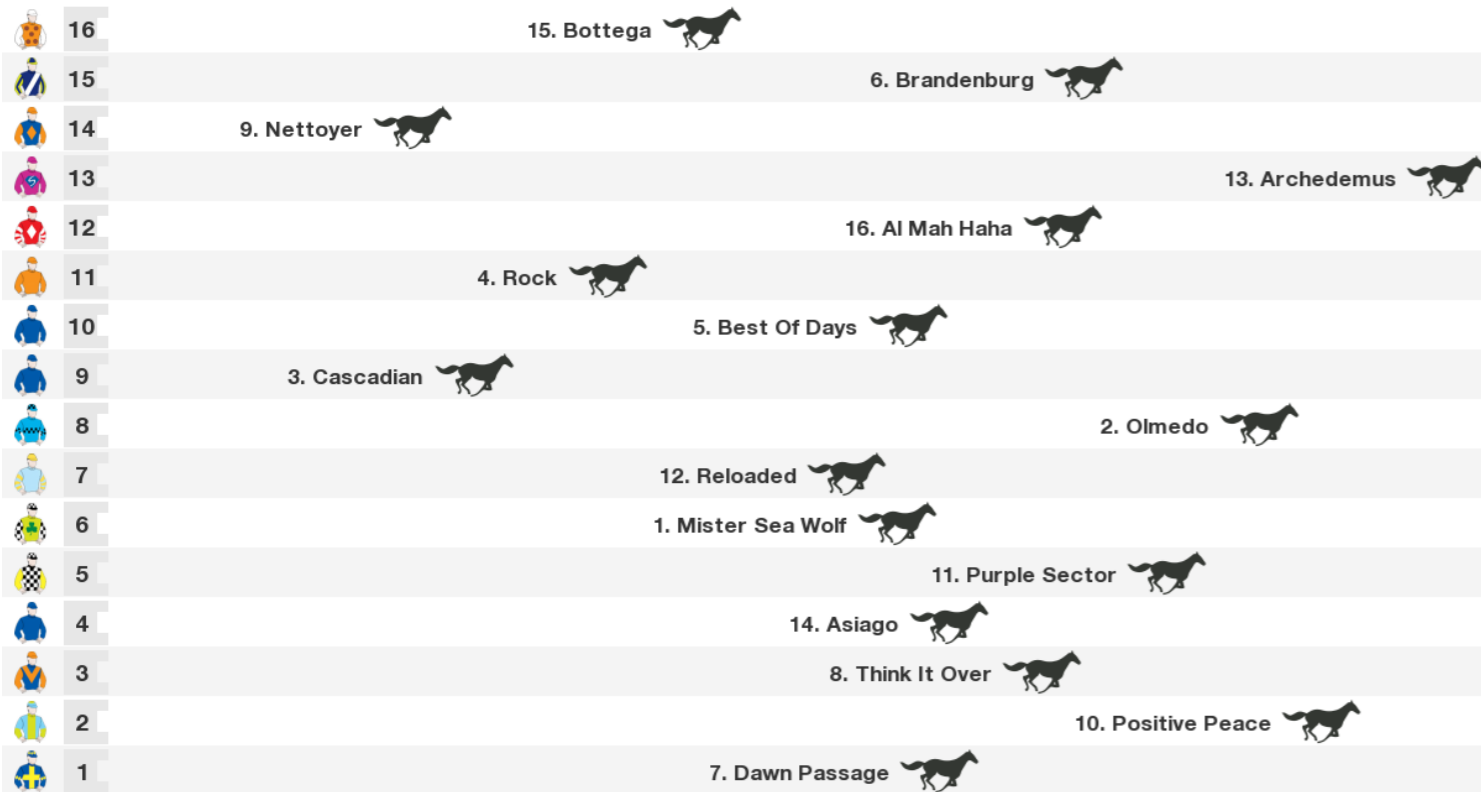 16 15. Bottega
15 6. Brandenburg
14 9. Nettoyer
13 13. Archedemus
12 16. Al Mah Haha
11 4. Rock
10 5. Best Of Days
9 3. Cascadian
8 2. Olmedo
7 12. Reloaded
6 1. Mister Sea Wolf
5 11. Purple Sector
4 14. Asiago
3 8. Think It Over
2 10. Positive Peace
1 7. Dawn Passage